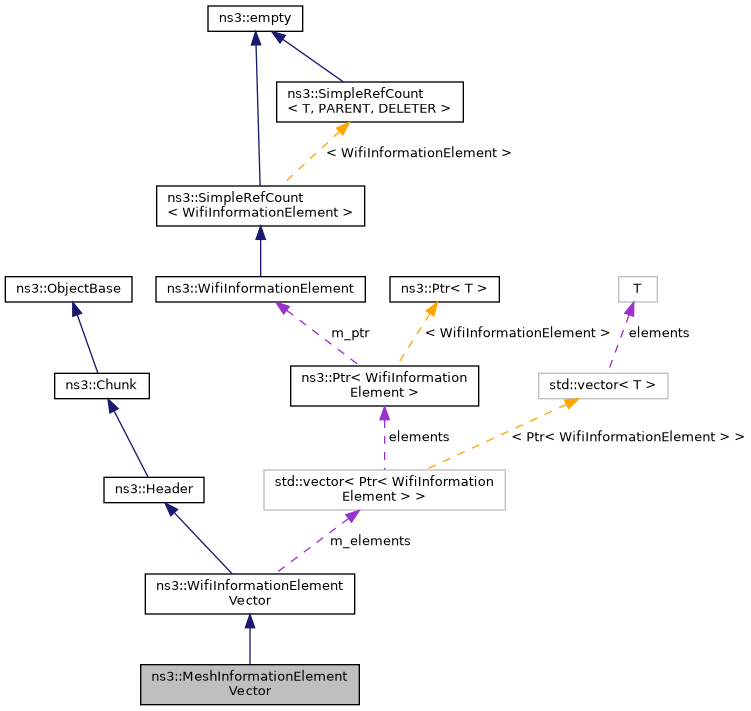 ns3::empty
ns3::SimpleRefCount
< T, PARENT, DELETER >
< WifiInformationElement >
ns3::SimpleRefCount
< WifiInformationElement >
ns3::ObjectBase
ns3::WifiInformationElement
ns3::Ptr< T >
T
m_ptr
< WifiInformationElement >
elements
ns3::Chunk
ns3::Ptr< WifiInformation
Element >
std::vector< T >
elements
< Ptr< WifiInformationElement > >
ns3::Header
std::vector< Ptr< WifiInformation
Element > >
m_elements
ns3::WifiInformationElement
Vector
ns3::MeshInformationElement
Vector